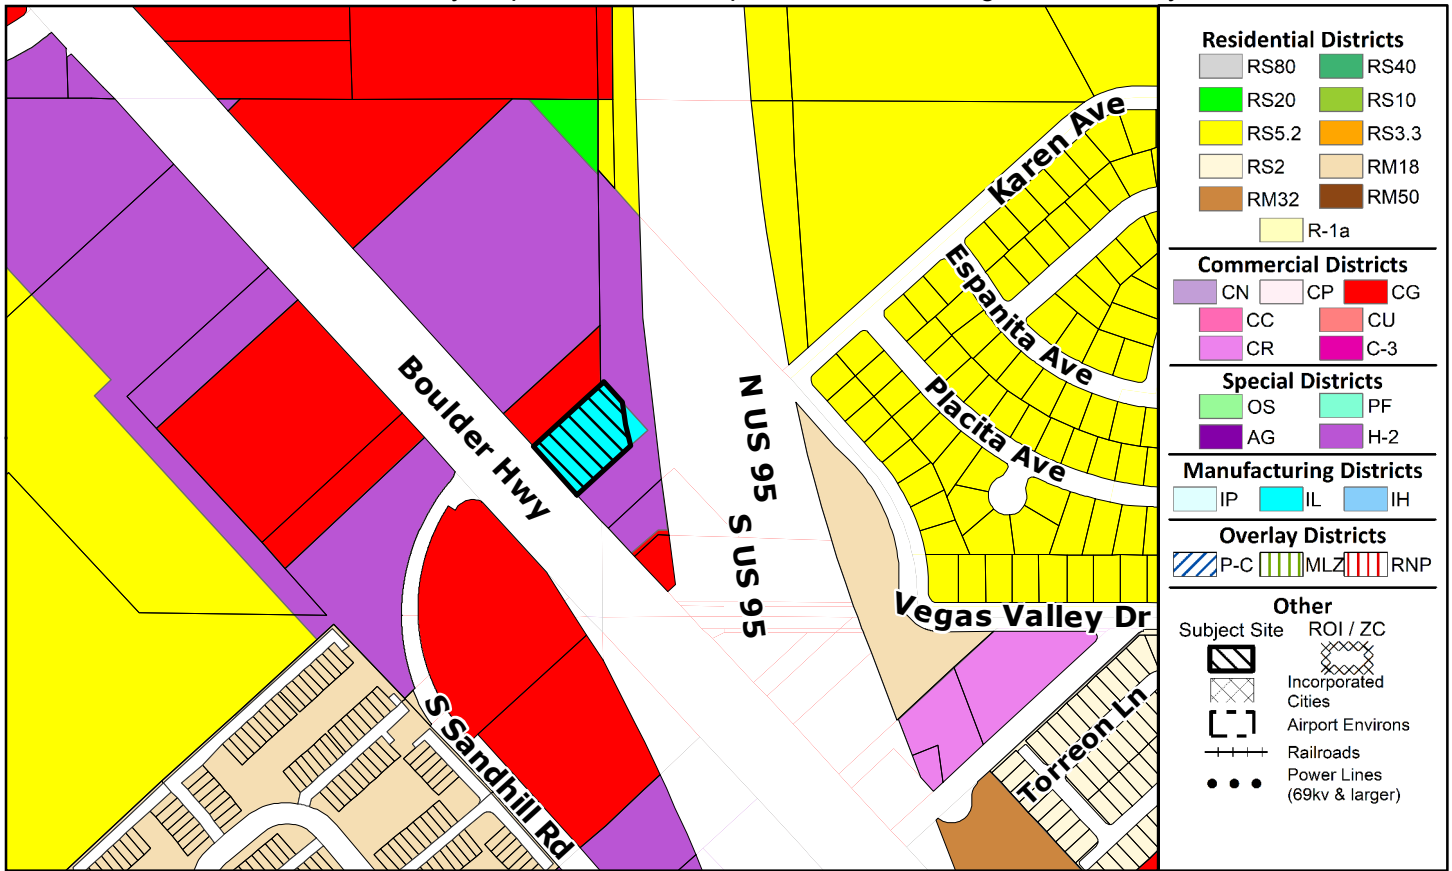 Karen Ave
Espanita Ave
Placita Ave
Boulder Hwy
N US 95
S US 95
Vegas Valley Dr
S Sandhill Rd
Torreon Ln
Residential Districts
RS80 RS40
RS20 RS10
RS5.2 RS3.3
RS2 RM18
RM32 RM50
R-1a
Commercial Districts
CN CP CG
CC CU
CR C-3
Special Districts
OS PF
AG H-2
Manufacturing Districts
IP IL IH
Overlay Districts
P-C MLZ RNP
Other
Subject Site ROI / ZC
Incorporated
Cities
Airport Environs
Railroads
Power Lines
(69kv & larger)